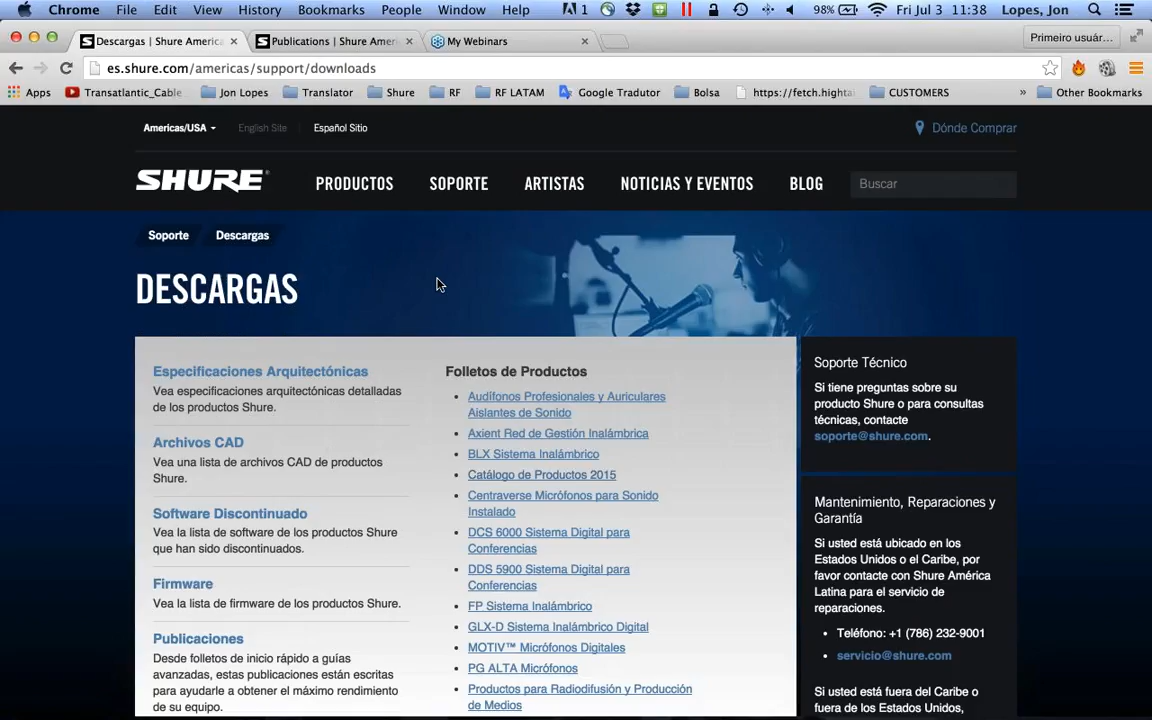 Chrome File Edit View History Bookmarks People Window Help 1 98% Fri Jul 3 11:38 Lopes, Jon
Descargas | Shure America
Publications | Shure Ameri
My Webinars
Primeiro usuár...
es.shure.com/americas/support/downloads
Apps Transatlantic_Cable Jon Lopes Translator Shure RF RF LATAM Google Tradutor Bolsa https://fetch.hightai CUSTOMERS » Other Bookmarks
Americas/USA English Site Español Sitio Dónde Comprar
SHURE PRODUCTOS SOPORTE ARTISTAS NOTICIAS Y EVENTOS BLOG Buscar
Soporte Descargas
DESCARGAS
Especificaciones Arquitectónicas
Vea especificaciones arquitectónicas detalladas
de los productos Shure.
Archivos CAD
Vea una lista de archivos CAD de productos
Shure.
Software Discontinuado
Vea la lista de software de los productos Shure
que han sido discontinuados.
Firmware
Vea la lista de firmware de los productos Shure.
Publicaciones
Desde folletos de inicio rápido a guías
avanzadas, estas publicaciones están escritas
para ayudarle a obtener el máximo rendimiento
de su equipo.
Folletos de Productos
• Audífonos Profesionales y Auriculares
Aislantes de Sonido
• Axient Red de Gestión Inalámbrica
• BLX Sistema Inalámbrico
• Catálogo de Productos 2015
• Centraverse Micrófonos para Sonido
Instalado
• DCS 6000 Sistema Digital para
Conferencias
• DDS 5900 Sistema Digital para
Conferencias
• FP Sistema Inalámbrico
• GLX-D Sistema Inalámbrico Digital
• MOTIV™ Micrófonos Digitales
• PG ALTA Micrófonos
• Productos para Radiodifusión y Producción
de Medios
Soporte Técnico
Si tiene preguntas sobre su
producto Shure o para consultas
técnicas, contacte
soporte@shure.com.
Mantenimiento, Reparaciones y
Garantía
Si usted está ubicado en los
Estados Unidos o el Caribe, por
favor contacte con Shure América
Latina para el servicio de
reparaciones.
• Teléfono: +1 (786) 232-9001
• servicio@shure.com
Si usted está fuera del Caribe o
fuera de los Estados Unidos,